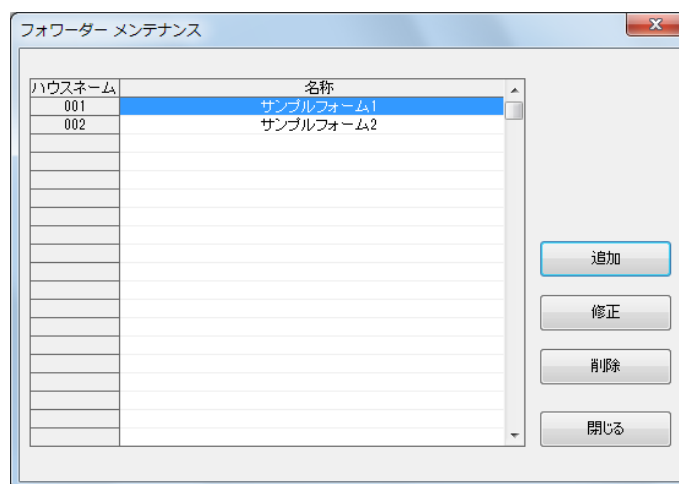 フォワーダー メンテナンス
ハウスネーム 名称
001 サンプルフォーム1
002 サンプルフォーム2
追加
修正
削除
閉じる